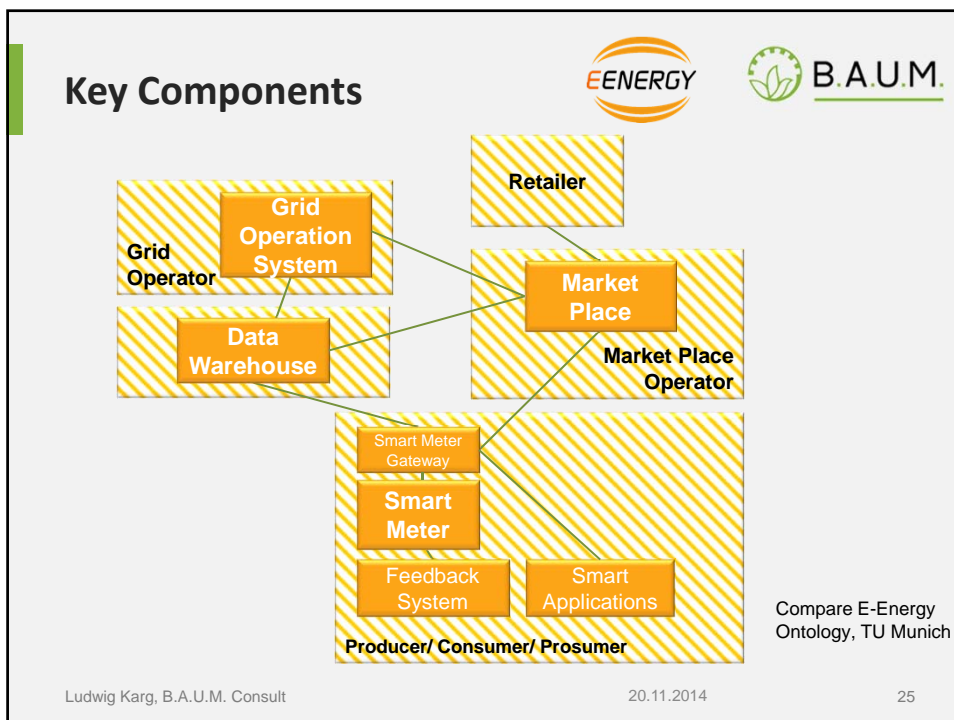 Key Components
EENERGY
B.A.U.M.
Retailer
Grid
Operation
System
Grid
Operator
Market
Place
Data
Warehouse
Market Place
Operator
Smart Meter
Gateway
Smart
Meter
Feedback
System
Smart
Applications
Producer/ Consumer/ Prosumer
Compare E-Energy
Ontology, TU Munich
Ludwig Karg, B.A.U.M. Consult
20.11.2014
25